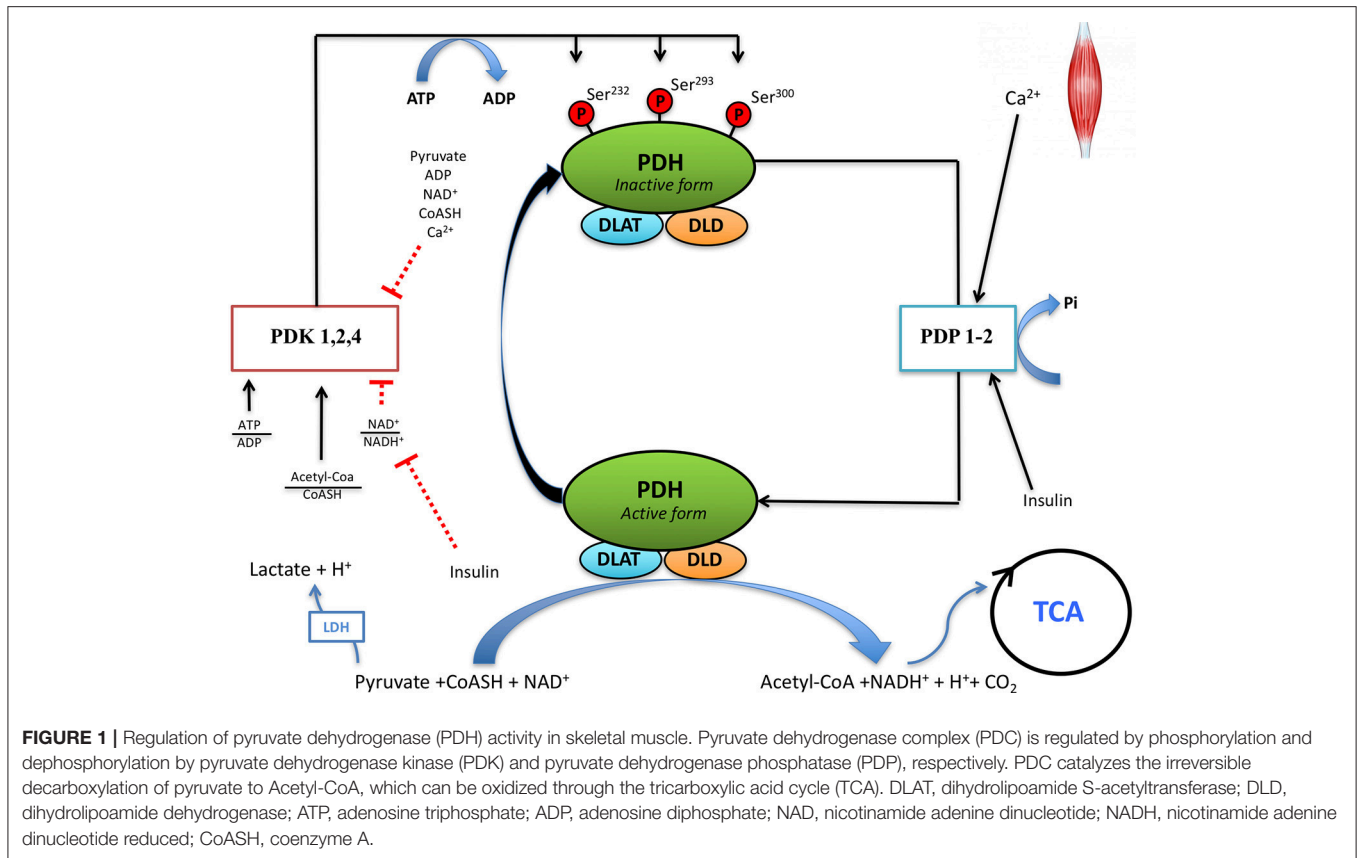 ATP
ADP
Ser²³²
Ser²⁹³
Ser³⁰⁰
P
P
P
PDH
Inactive form
DLAT
DLD
Ca²⁺
Pyruvate
ADP
NAD⁺
CoASH
Ca²⁺
PDK 1,2,4
PDP 1-2
Pi
ATP
ADP
Acetyl-Coa
CoASH
NAD⁺
NADH⁺
Insulin
Insulin
PDH
Active form
DLAT
DLD
Lactate + H⁺
LDH
TCA
Pyruvate +CoASH + NAD⁺
Acetyl-CoA +NADH⁺ + H⁺+ CO₂
FIGURE 1 | Regulation of pyruvate dehydrogenase (PDH) activity in skeletal muscle. Pyruvate dehydrogenase complex (PDC) is regulated by phosphorylation and
dephosphorylation by pyruvate dehydrogenase kinase (PDK) and pyruvate dehydrogenase phosphatase (PDP), respectively. PDC catalyzes the irreversible
decarboxylation of pyruvate to Acetyl-CoA, which can be oxidized through the tricarboxylic acid cycle (TCA). DLAT, dihydrolipoamide S-acetyltransferase; DLD,
dihydrolipoamide dehydrogenase; ATP, adenosine triphosphate; ADP, adenosine diphosphate; NAD, nicotinamide adenine dinucleotide; NADH, nicotinamide adenine
dinucleotide reduced; CoASH, coenzyme A.